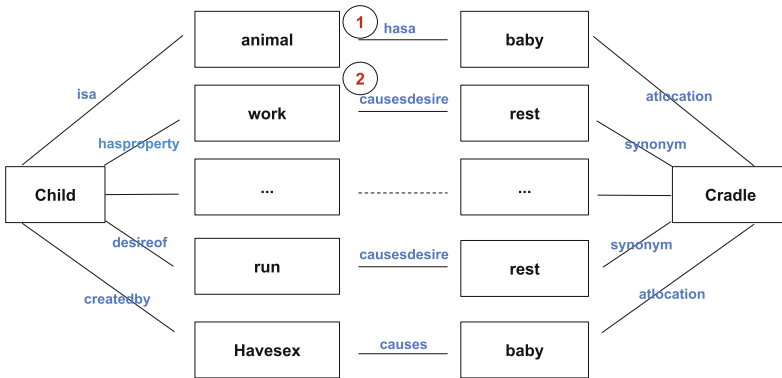 animal
1
hasa
baby
isa
atlocation
work
2
causesdesire
rest
hasproperty
synonym
Child
...
...
Cradle
desireof
run
causesdesire
rest
synonym
createdby
atlocation
Havesex
causes
baby